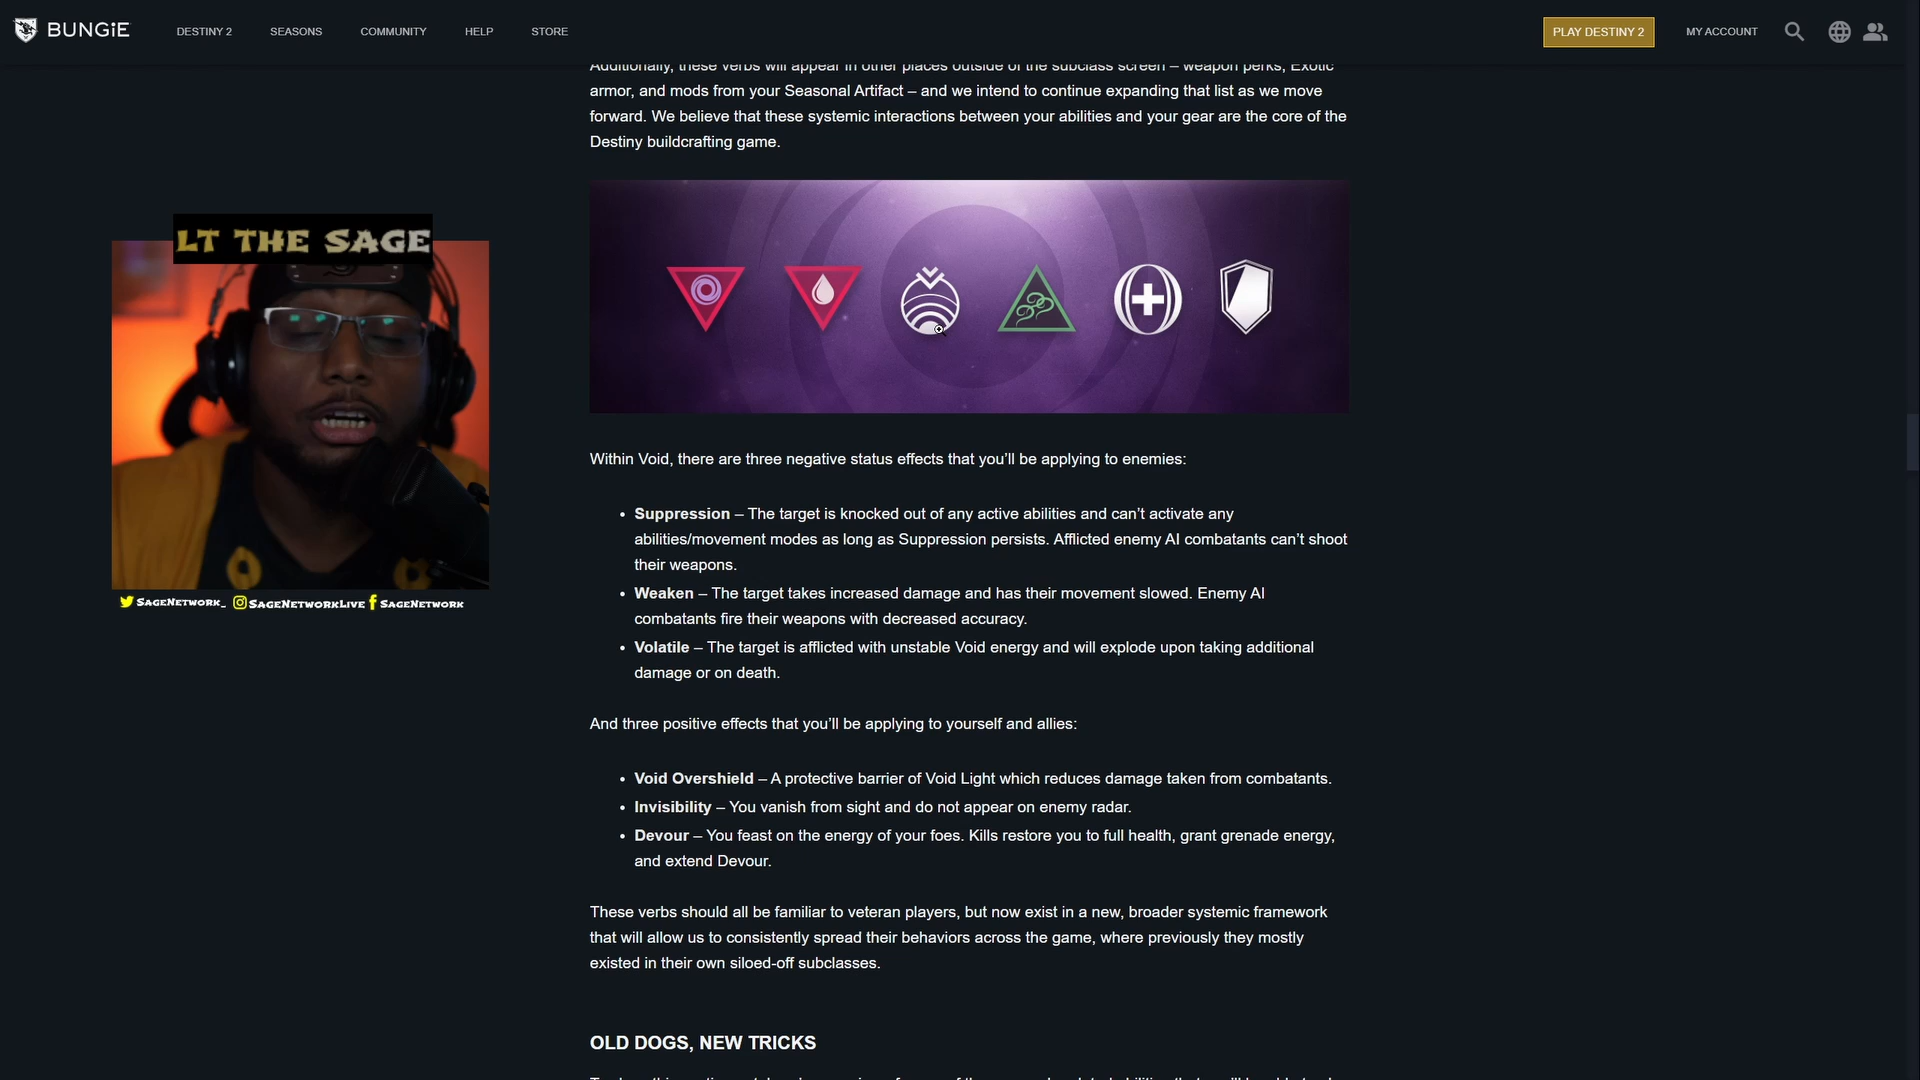 BUNGiE
DESTINY 2
SEASONS
COMMUNITY
HELP
STORE
PLAY DESTINY 2
MY ACCOUNT
Additionally, these verbs will appear in other places outside of the subclass screen – weapon perks, Exotic
armor, and mods from your Seasonal Artifact – and we intend to continue expanding that list as we move
forward. We believe that these systemic interactions between your abilities and your gear are the core of the
Destiny buildcrafting game.
LT THE SAGE
SageNetwork_ SageNetworkLive SageNetwork
Within Void, there are three negative status effects that you’ll be applying to enemies:
• Suppression – The target is knocked out of any active abilities and can’t activate any
abilities/movement modes as long as Suppression persists. Afflicted enemy AI combatants can’t shoot
their weapons.
• Weaken – The target takes increased damage and has their movement slowed. Enemy AI
combatants fire their weapons with decreased accuracy.
• Volatile – The target is afflicted with unstable Void energy and will explode upon taking additional
damage or on death.
And three positive effects that you’ll be applying to yourself and allies:
• Void Overshield – A protective barrier of Void Light which reduces damage taken from combatants.
• Invisibility – You vanish from sight and do not appear on enemy radar.
• Devour – You feast on the energy of your foes. Kills restore you to full health, grant grenade energy,
and extend Devour.
These verbs should all be familiar to veteran players, but now exist in a new, broader systemic framework
that will allow us to consistently spread their behaviors across the game, where previously they mostly
existed in their own siloed-off subclasses.
OLD DOGS, NEW TRICKS